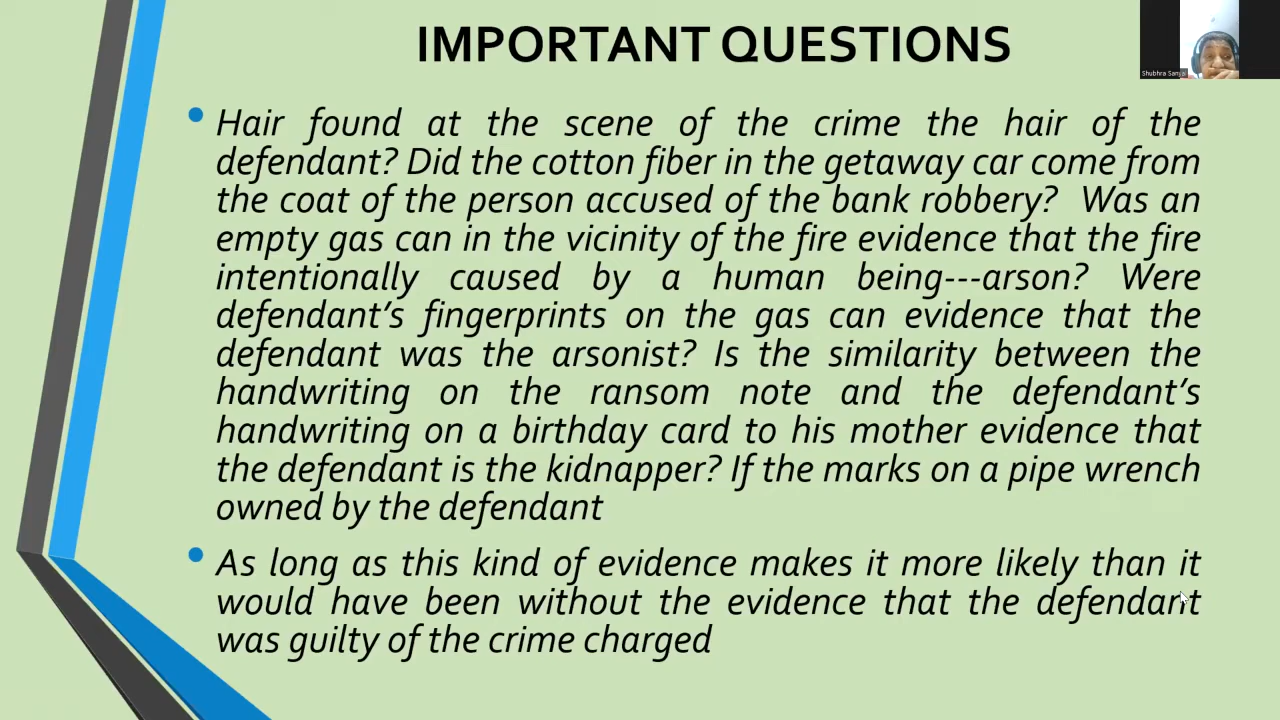 IMPORTANT QUESTIONS
Shubhra Sanyal
• Hair found at the scene of the crime the hair of the
defendant? Did the cotton fiber in the getaway car come from
the coat of the person accused of the bank robbery?  Was an
empty gas can in the vicinity of the fire evidence that the fire
intentionally caused by a human being---arson? Were
defendant’s fingerprints on the gas can evidence that the
defendant was the arsonist? Is the similarity between the
handwriting on the ransom note and the defendant’s
handwriting on a birthday card to his mother evidence that
the defendant is the kidnapper? If the marks on a pipe wrench
owned by the defendant
• As long as this kind of evidence makes it more likely than it
would have been without the evidence that the defendant
was guilty of the crime charged